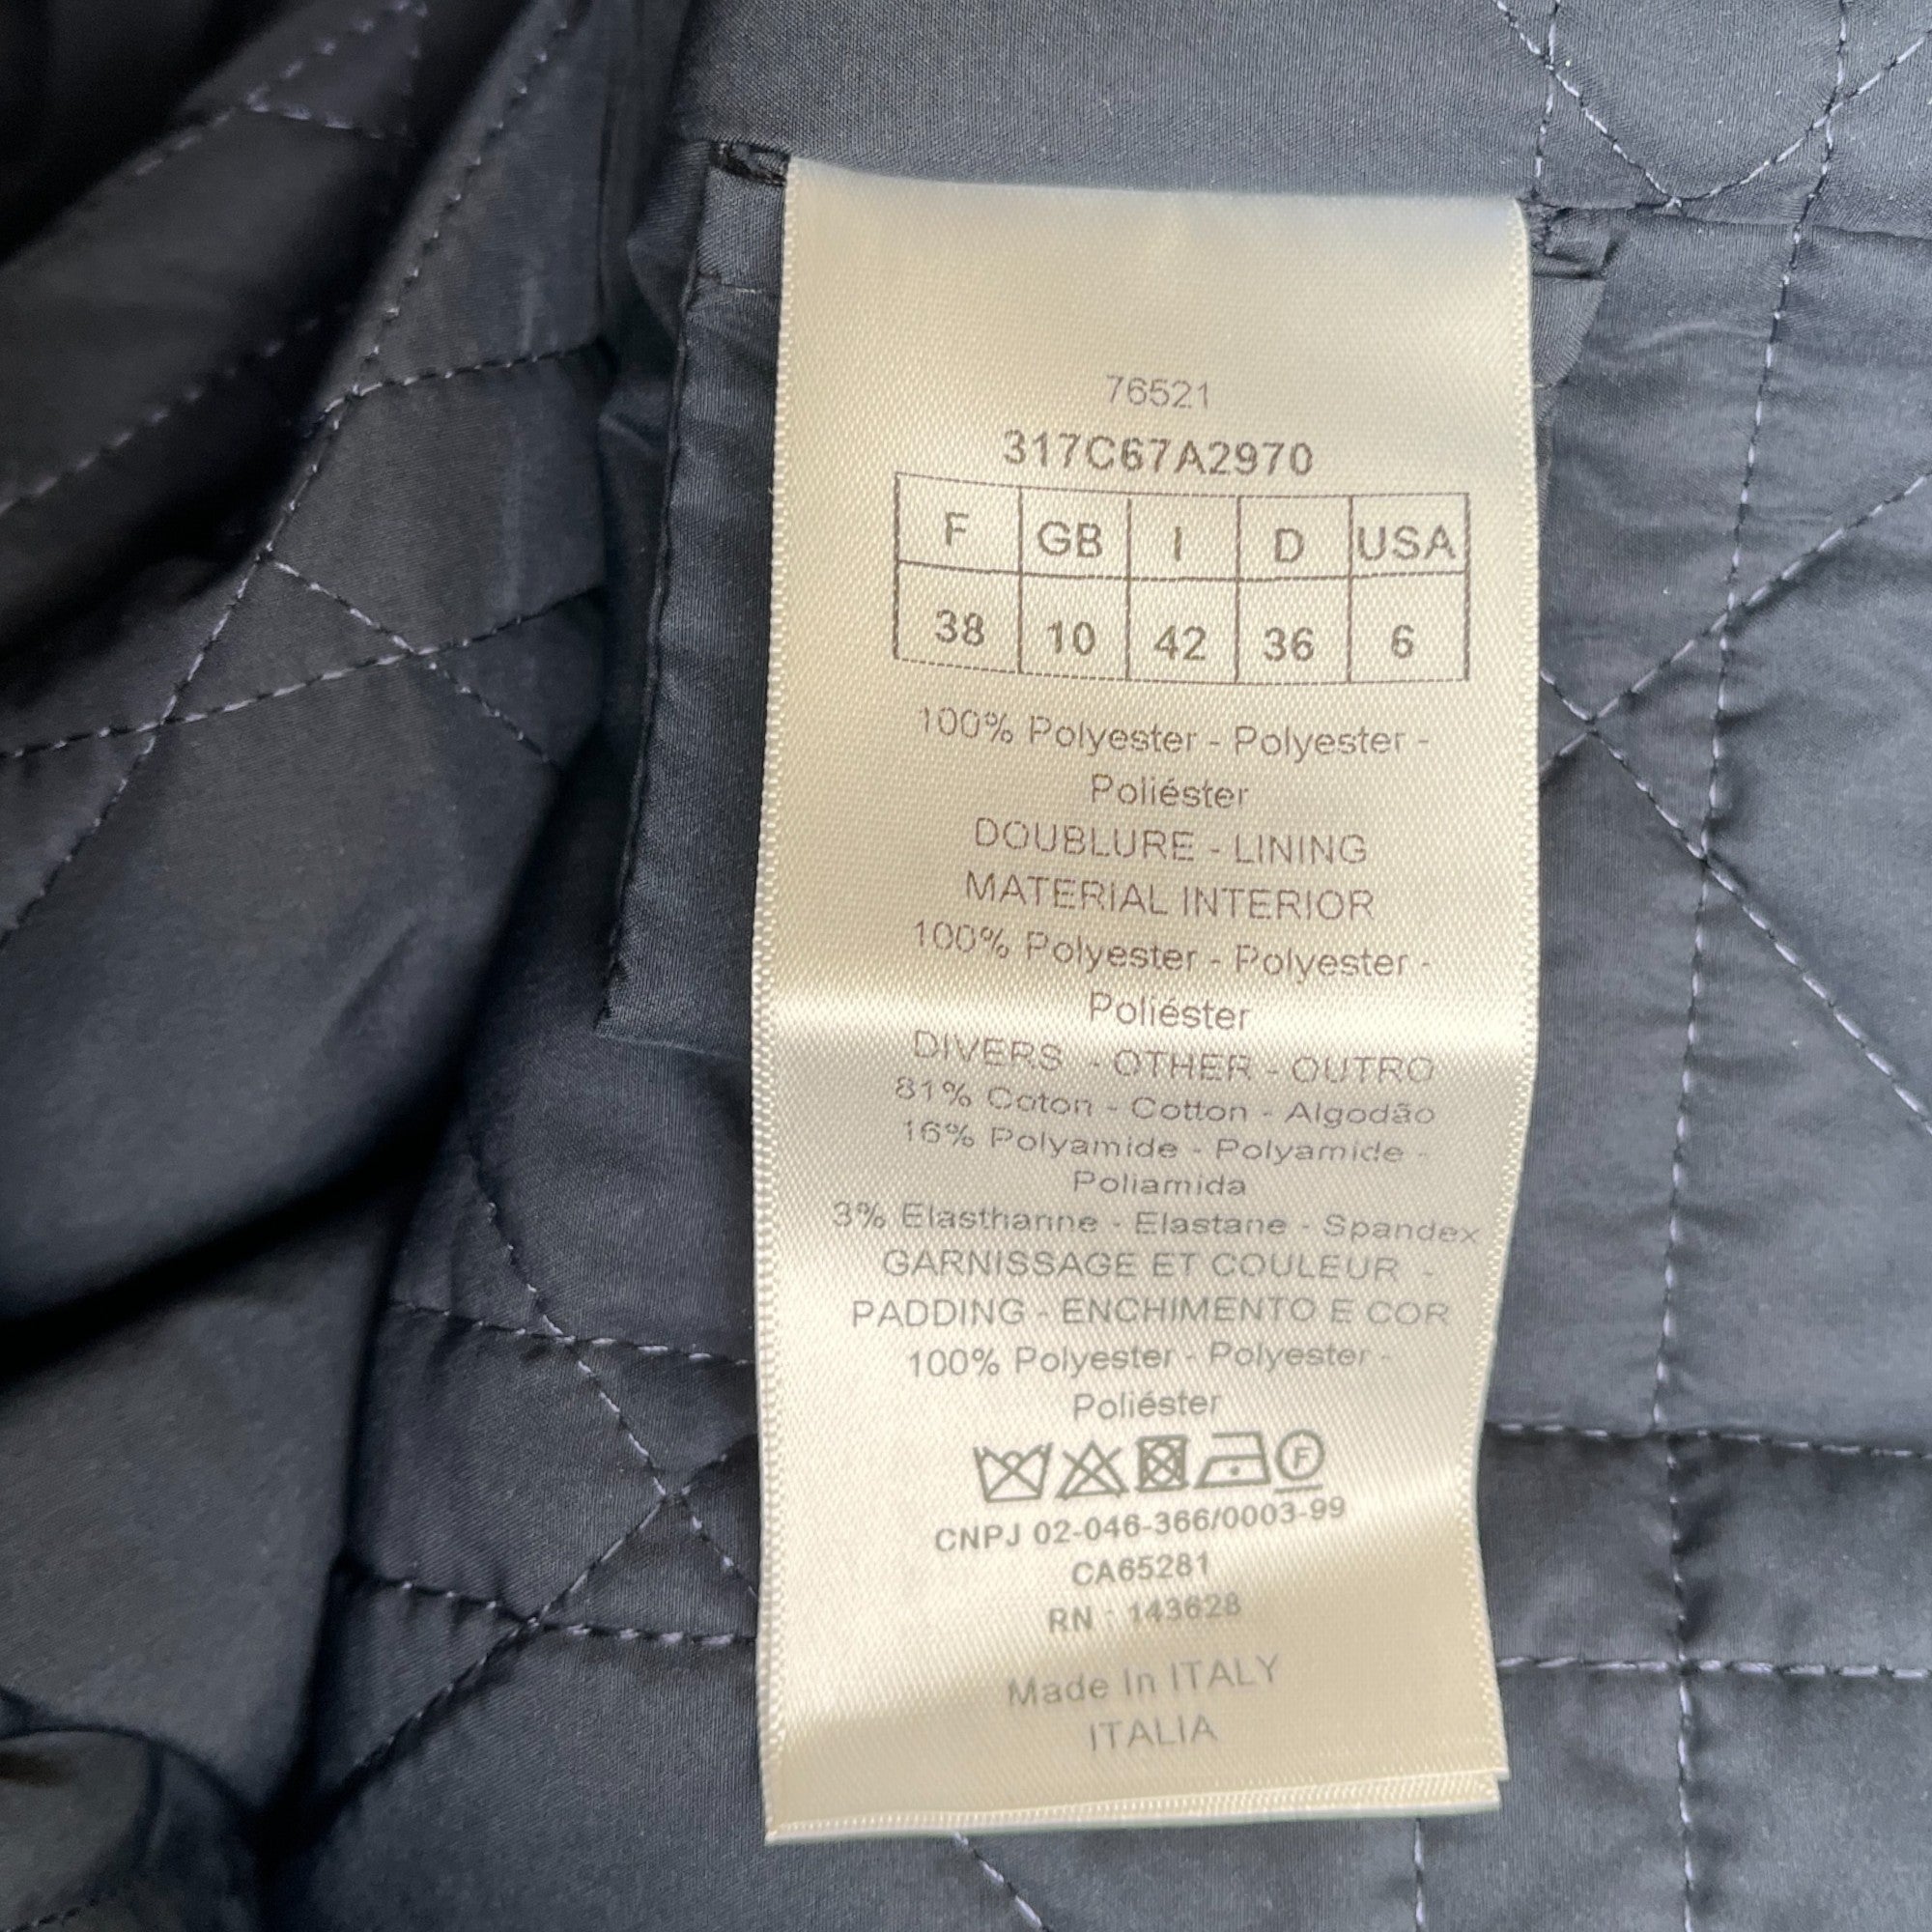 76521
317C67A2970
F GB I D USA
38 10 42 36 6
100% Polyester - Polyester -
Poliéster
DOUBLURE - LINING
MATERIAL INTERIOR
100% Polyester - Polyester -
Poliéster
DIVERS - OTHER - OUTRO
81% Coton - Cotton - Algodão
16% Polyamide - Polyamide -
Poliamida
3% Elasthanne - Elastane - Spandex
GARNISSAGE ET COULEUR -
PADDING - ENCHIMENTO E COR
100% Polyester - Polyester -
Poliéster
F
CNPJ 02-046-366/0003-99
CA65281
RN : 143628
Made In ITALY
ITALIA